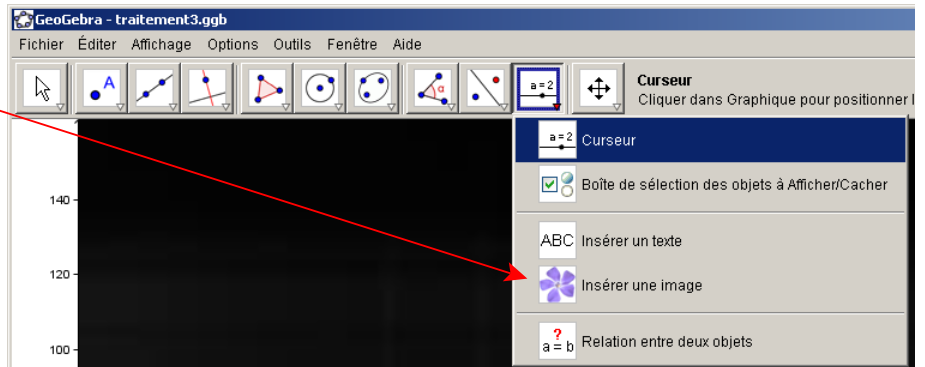 GeoGebra - traitement3.ggb
Fichier Éditer Affichage Options Outils Fenêtre Aide
A
α
a=2
Curseur
Cliquer dans Graphique pour positionner l
a=2 Curseur
Boîte de sélection des objets à Afficher/Cacher
140
ABC Insérer un texte
120
Insérer une image
?
a = b Relation entre deux objets
100